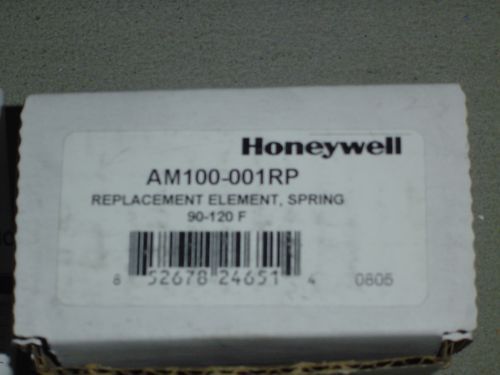 Honeywell
AM100-001RP
REPLACEMENT ELEMENT, SPRING
90-120 F
8 52678 24651 4 0805